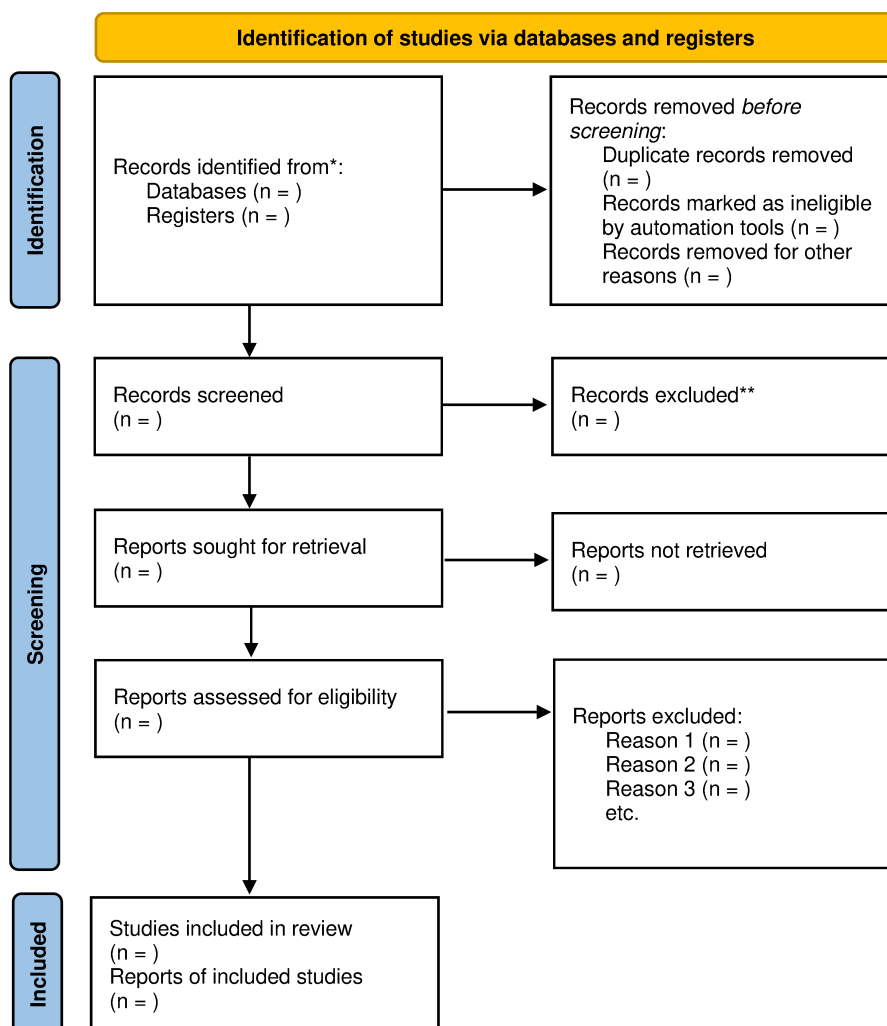 Identification of studies via databases and registers
Identification
Records identified from*:
Databases (n = )
Registers (n = )
Records removed before
screening:
Duplicate records removed
(n = )
Records marked as ineligible
by automation tools (n = )
Records removed for other
reasons (n = )
Screening
Records screened
(n = )
Records excluded**
(n = )
Reports sought for retrieval
(n = )
Reports not retrieved
(n = )
Reports assessed for eligibility
(n = )
Reports excluded:
Reason 1 (n = )
Reason 2 (n = )
Reason 3 (n = )
etc.
Included
Studies included in review
(n = )
Reports of included studies
(n = )